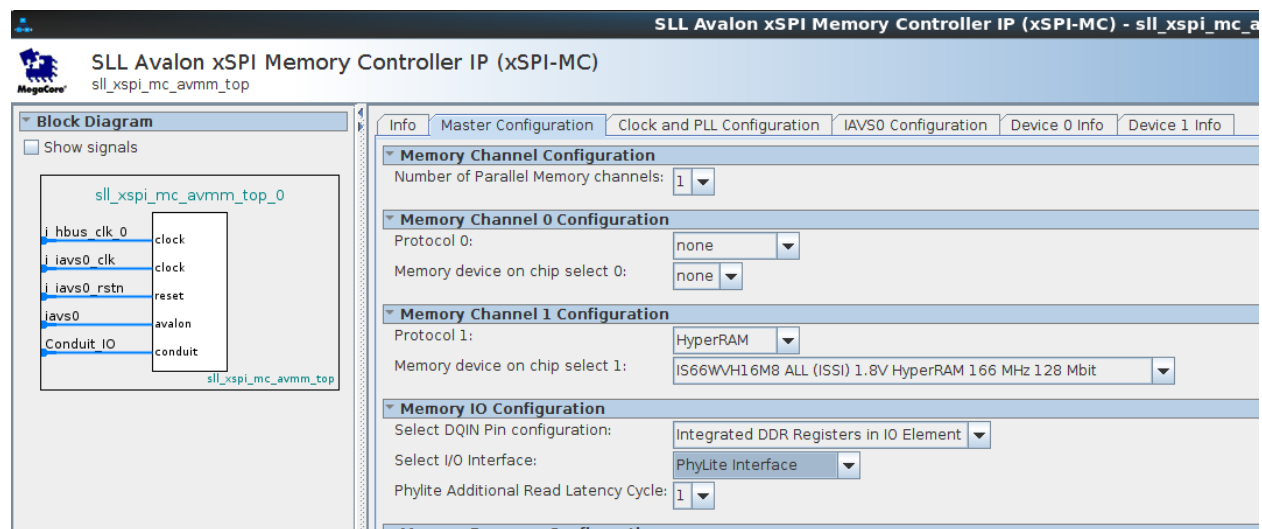 SLL Avalon xSPI Memory Controller IP (xSPI-MC) - sll_xspi_mc_a
SLL Avalon xSPI Memory Controller IP (xSPI-MC)
sll_xspi_mc_avmm_top
MegaCore®
Block Diagram
Show signals
sll_xspi_mc_avmm_top_0
i_hbus_clk_0
clock
i_iavs0_clk
clock
i_iavs0_rstn
reset
iavs0
avalon
Conduit_IO
conduit
sll_xspi_mc_avmm_top
Info Master Configuration Clock and PLL Configuration IAVS0 Configuration Device 0 Info Device 1 Info
Memory Channel Configuration
Number of Parallel Memory channels: 1
Memory Channel 0 Configuration
Protocol 0: none
Memory device on chip select 0: none
Memory Channel 1 Configuration
Protocol 1: HyperRAM
Memory device on chip select 1: IS66WVH16M8 ALL (ISSI) 1.8V HyperRAM 166 MHz 128 Mbit
Memory IO Configuration
Select DQIN Pin configuration: Integrated DDR Registers in IO Element
Select I/O Interface: PhyLite Interface
Phylite Additional Read Latency Cycle: 1